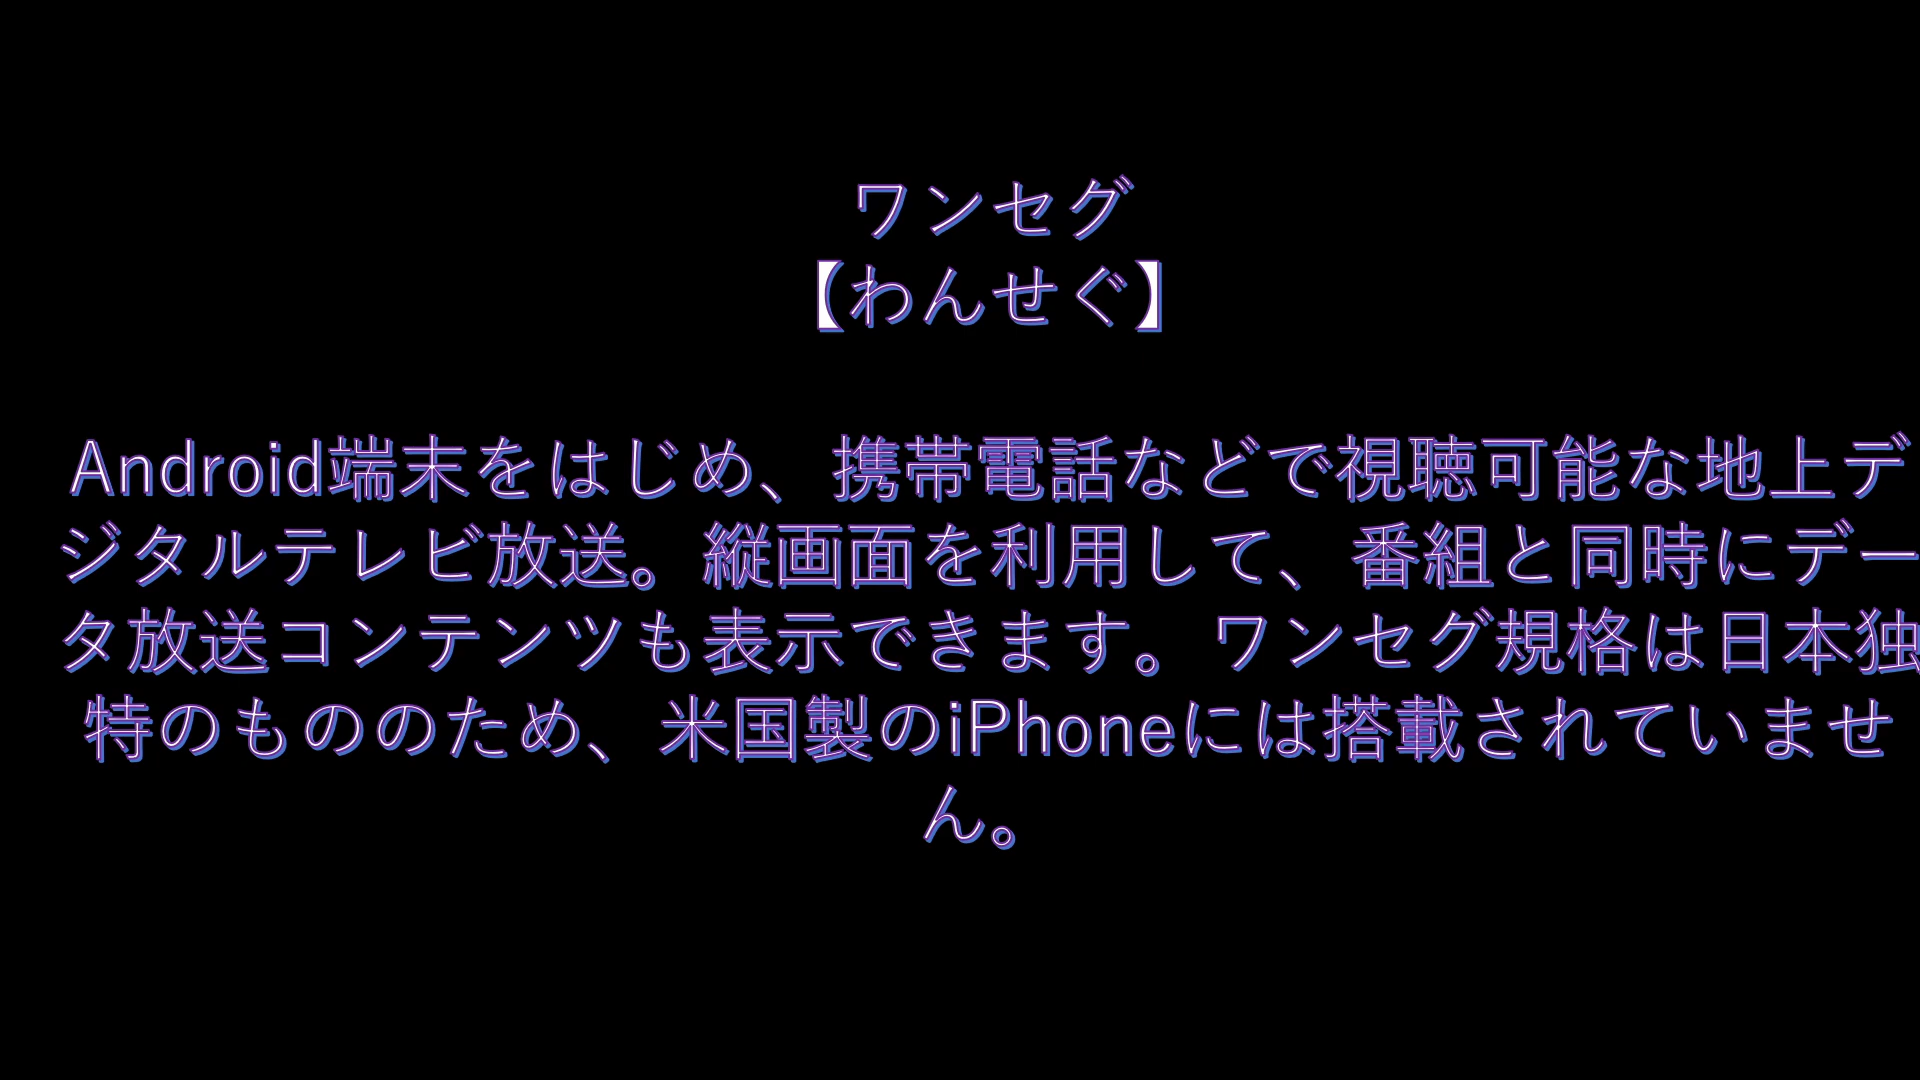 ワンセグ
【わんせぐ】
Android端末をはじめ、携帯電話などで視聴可能な地上デ
ジタルテレビ放送。縦画面を利用して、番組と同時にデー
タ放送コンテンツも表示できます。ワンセグ規格は日本独
特のもののため、米国製のiPhoneには搭載されていませ
ん。